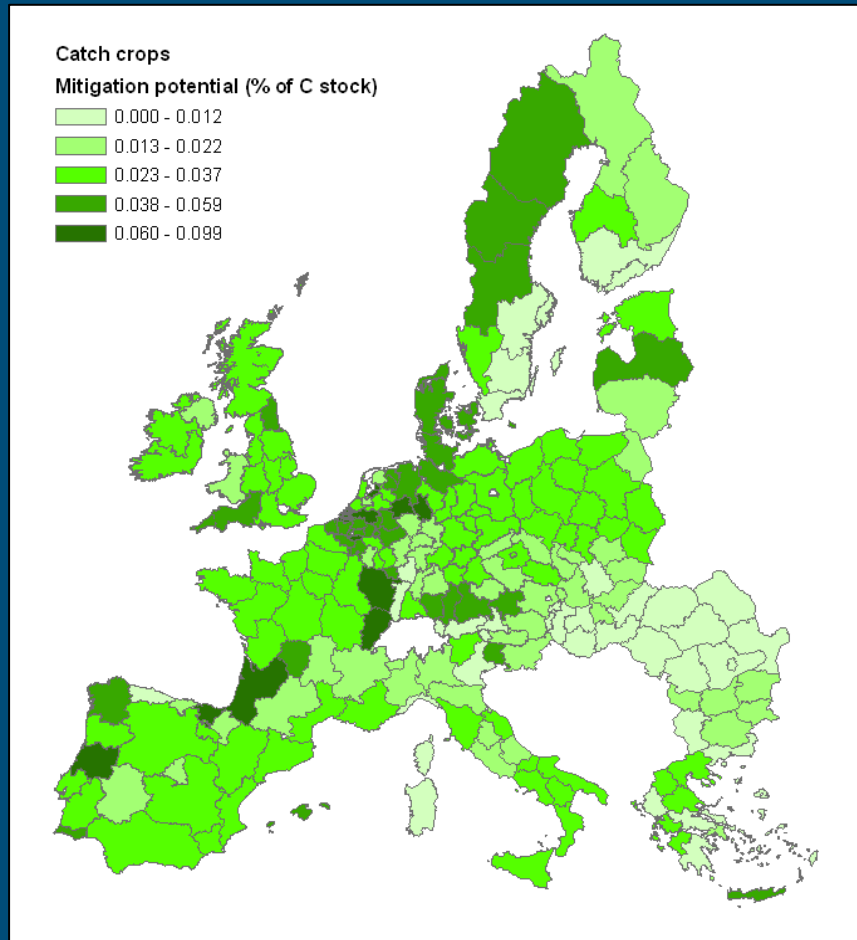 Catch crops
Mitigation potential (% of C stock)
0.000 - 0.012
0.013 - 0.022
0.023 - 0.037
0.038 - 0.059
0.060 - 0.099